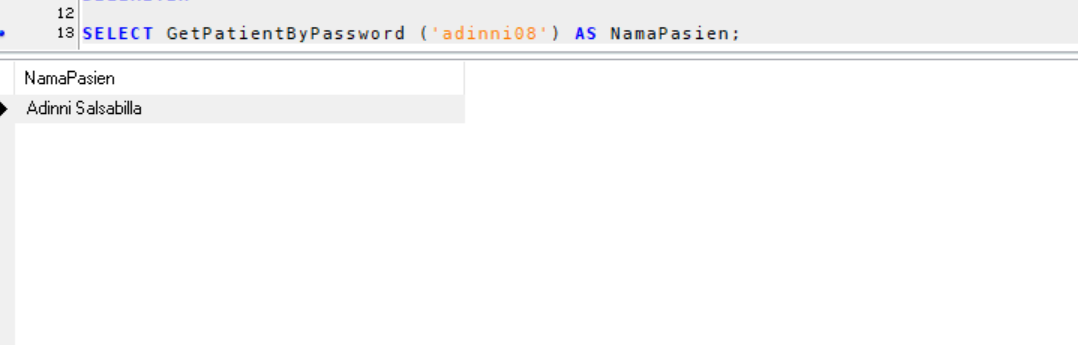 12
13 SELECT GetPatientByPassword ('adinni08') AS NamaPasien;
NamaPasien
Adinni Salsabilla